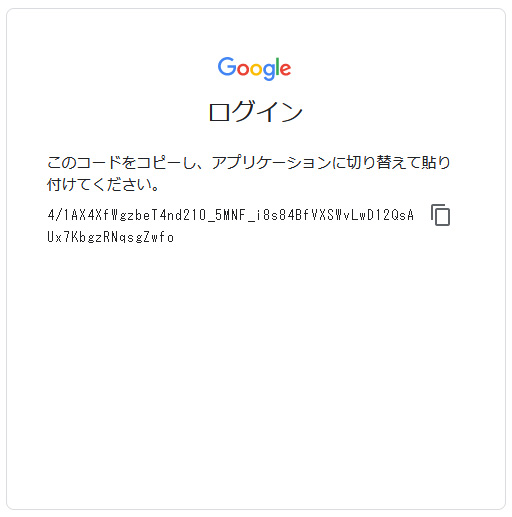 Google
ログイン
このコードをコピーし、アプリケーションに切り替えて貼り
付けてください。
4/1AX4XfWgzbeT4nd21O_5MNF_i8s84BfVXSWvLwD12QsA
Ux7KbgzRNqsgZwfo